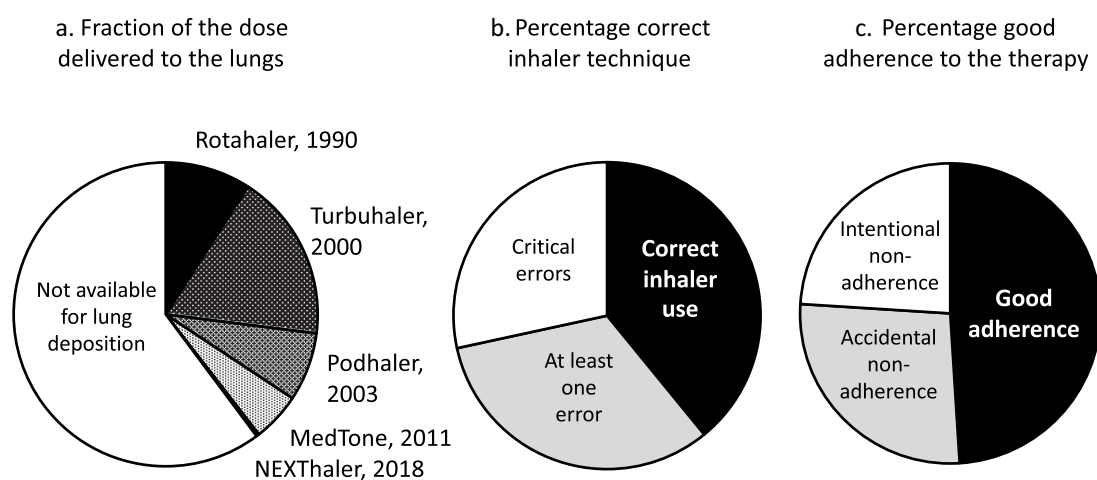 a. Fraction of the dose
delivered to the lungs
Rotahaler, 1990
Turbuhaler,
2000
Not available
for lung
deposition
Podhaler,
2003
MedTone, 2011
NEXThaler, 2018
b. Percentage correct
inhaler technique
Critical
errors
Correct
inhaler
use
At least
one
error
c. Percentage good
adherence to the therapy
Intentional
non-
adherence
Good
adherence
Accidental
non-
adherence